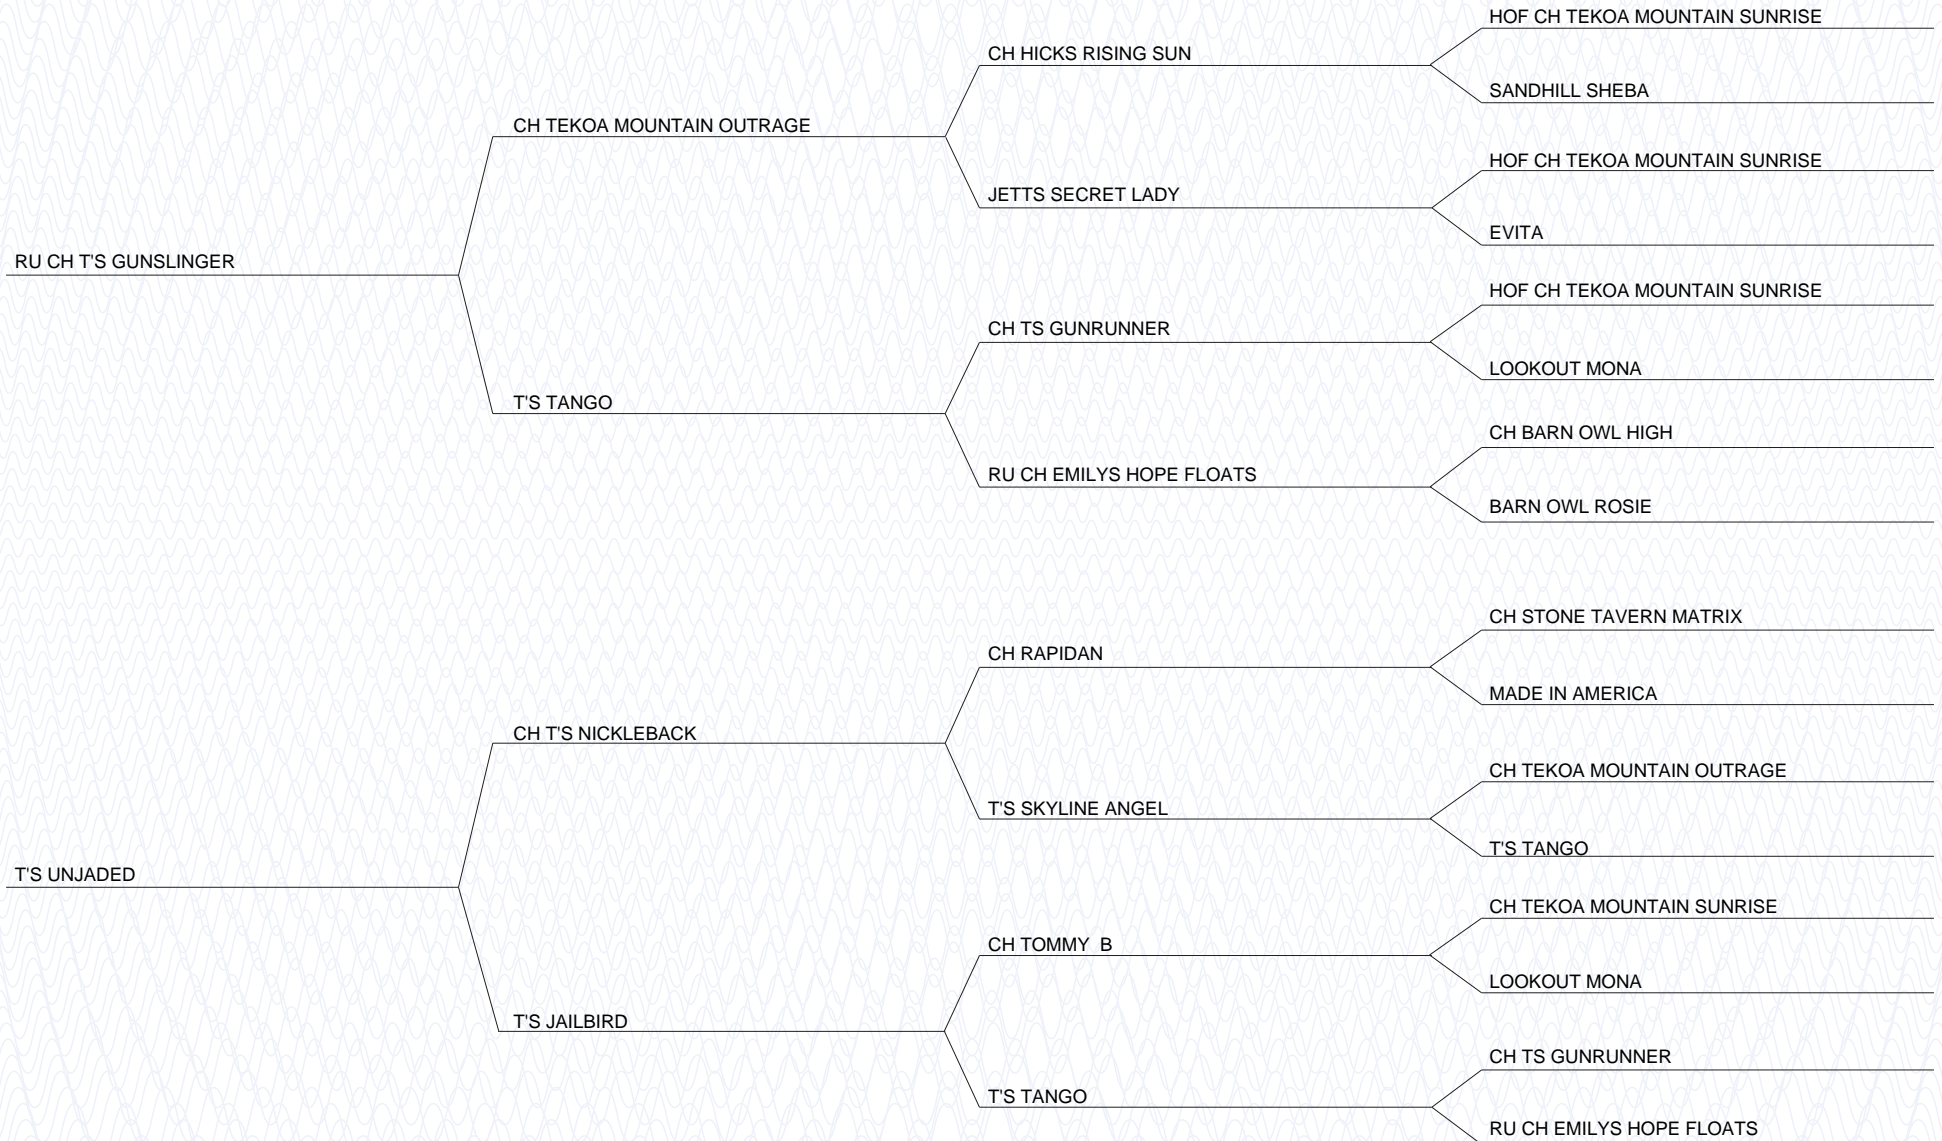 HOF CH TEKOA MOUNTAIN SUNRISE
CH HICKS RISING SUN
SANDHILL SHEBA
CH TEKOA MOUNTAIN OUTRAGE
HOF CH TEKOA MOUNTAIN SUNRISE
JETTS SECRET LADY
EVITA
RU CH T'S GUNSLINGER
HOF CH TEKOA MOUNTAIN SUNRISE
CH TS GUNRUNNER
LOOKOUT MONA
T'S TANGO
CH BARN OWL HIGH
RU CH EMILYS HOPE FLOATS
BARN OWL ROSIE
CH STONE TAVERN MATRIX
CH RAPIDAN
MADE IN AMERICA
CH T'S NICKLEBACK
CH TEKOA MOUNTAIN OUTRAGE
T'S SKYLINE ANGEL
T'S TANGO
T'S UNJADED
CH TEKOA MOUNTAIN SUNRISE
CH TOMMY  B
LOOKOUT MONA
T'S JAILBIRD
CH TS GUNRUNNER
T'S TANGO
RU CH EMILYS HOPE FLOATS